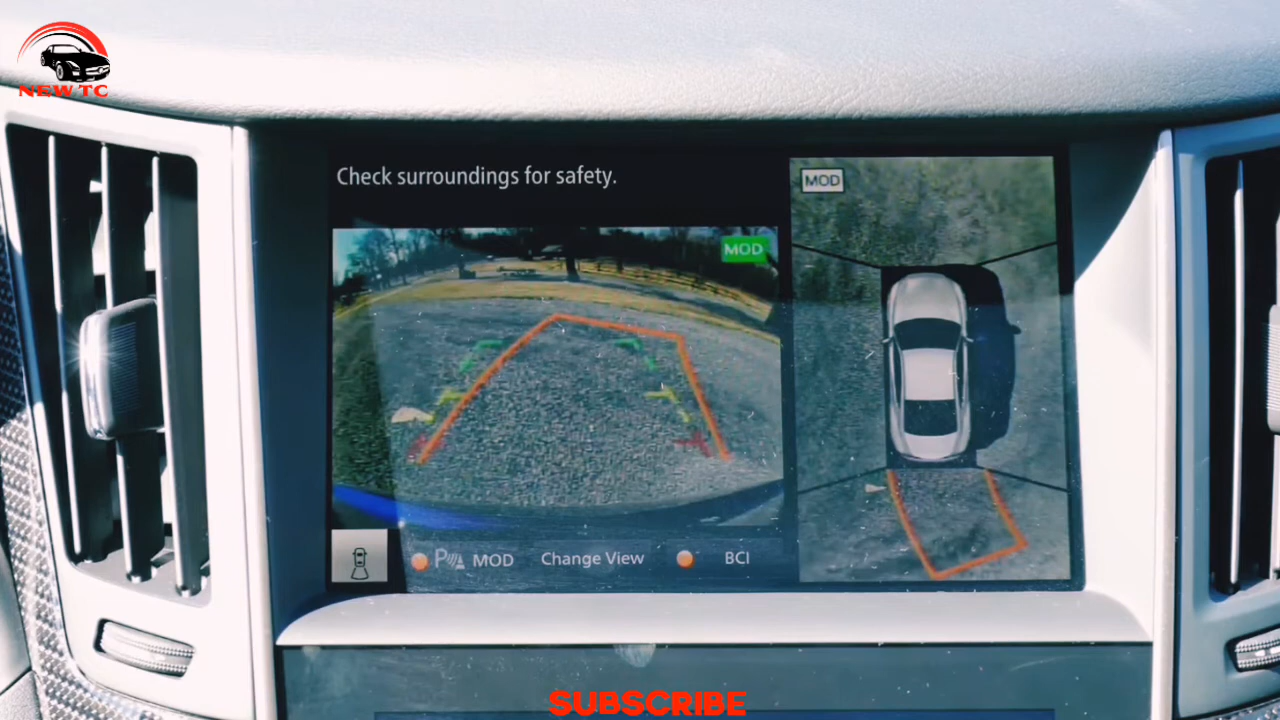 NEW TC
Check surroundings for safety.
MOD
MOD
P MOD Change View BCI
SUBSCRIBE